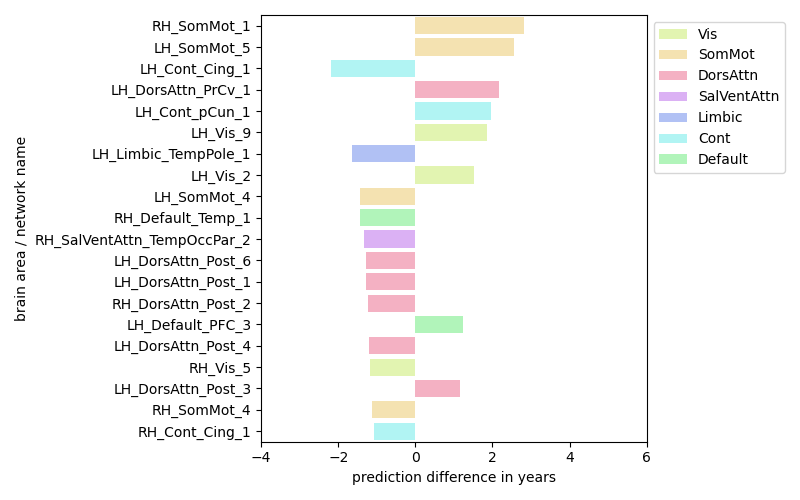 RH_SomMot_1
LH_SomMot_5
LH_Cont_Cing_1
LH_DorsAttn_PrCv_1
LH_Cont_pCun_1
LH_Vis_9
LH_Limbic_TempPole_1
LH_Vis_2
LH_SomMot_4
RH_Default_Temp_1
RH_SalVentAttn_TempOccPar_2
LH_DorsAttn_Post_6
LH_DorsAttn_Post_1
RH_DorsAttn_Post_2
LH_Default_PFC_3
LH_DorsAttn_Post_4
RH_Vis_5
LH_DorsAttn_Post_3
RH_SomMot_4
RH_Cont_Cing_1
brain area / network name
−4 −2 0 2 4 6
prediction difference in years
Vis
SomMot
DorsAttn
SalVentAttn
Limbic
Cont
Default